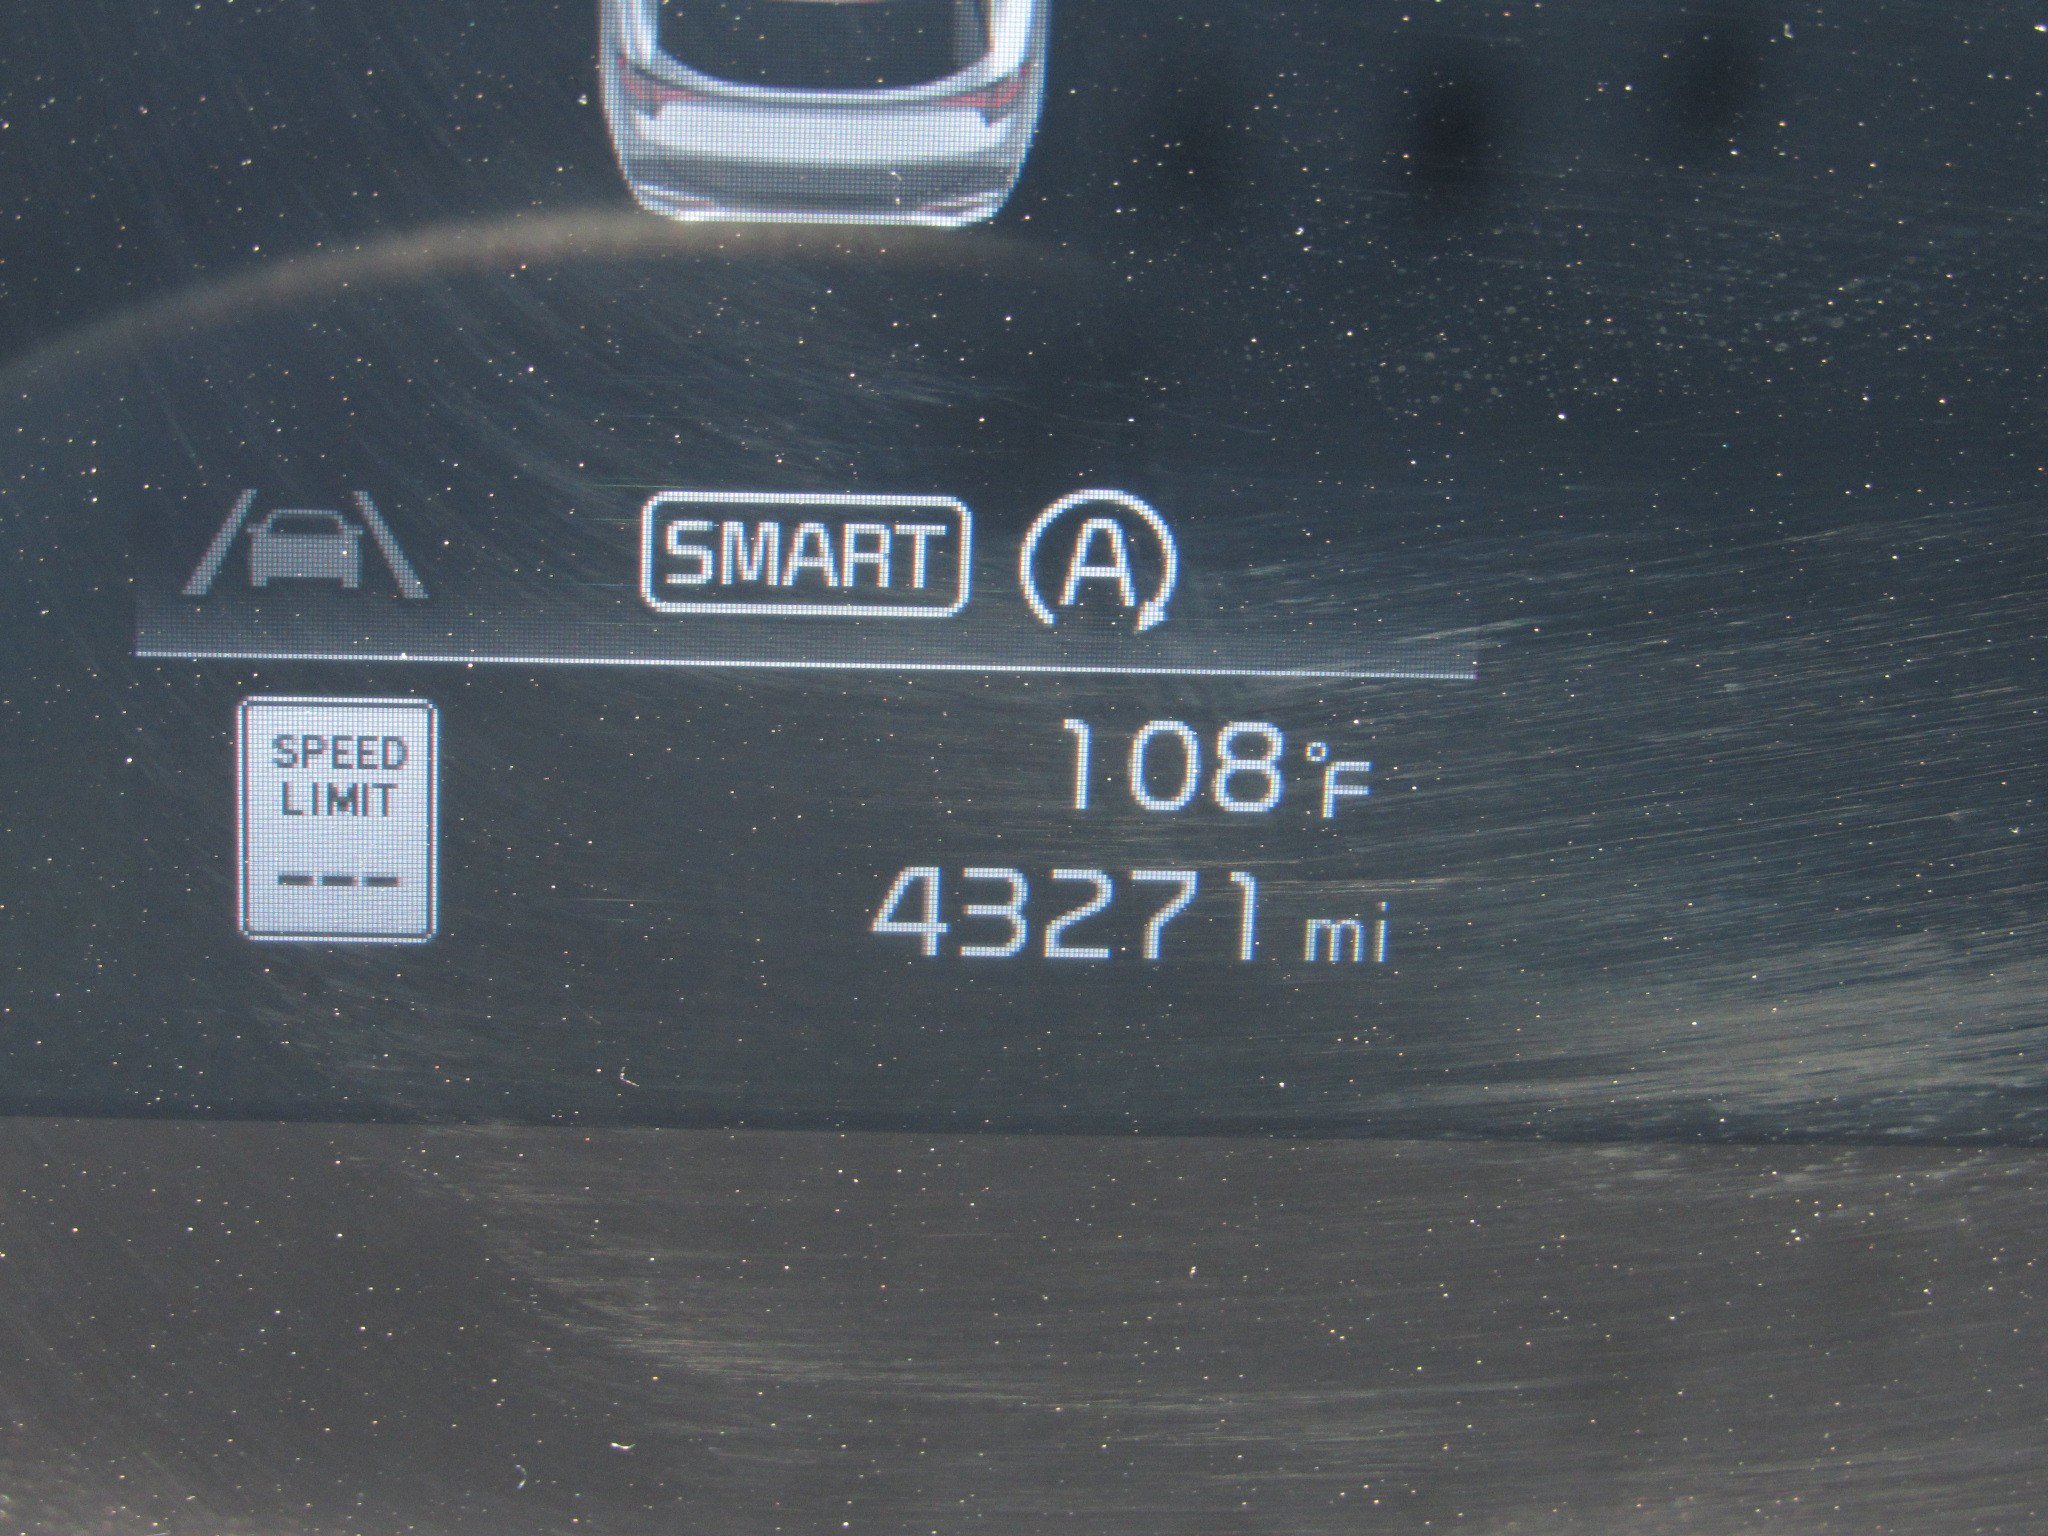 SMART A
SPEED
LIMIT
---
108°F
43271 mi